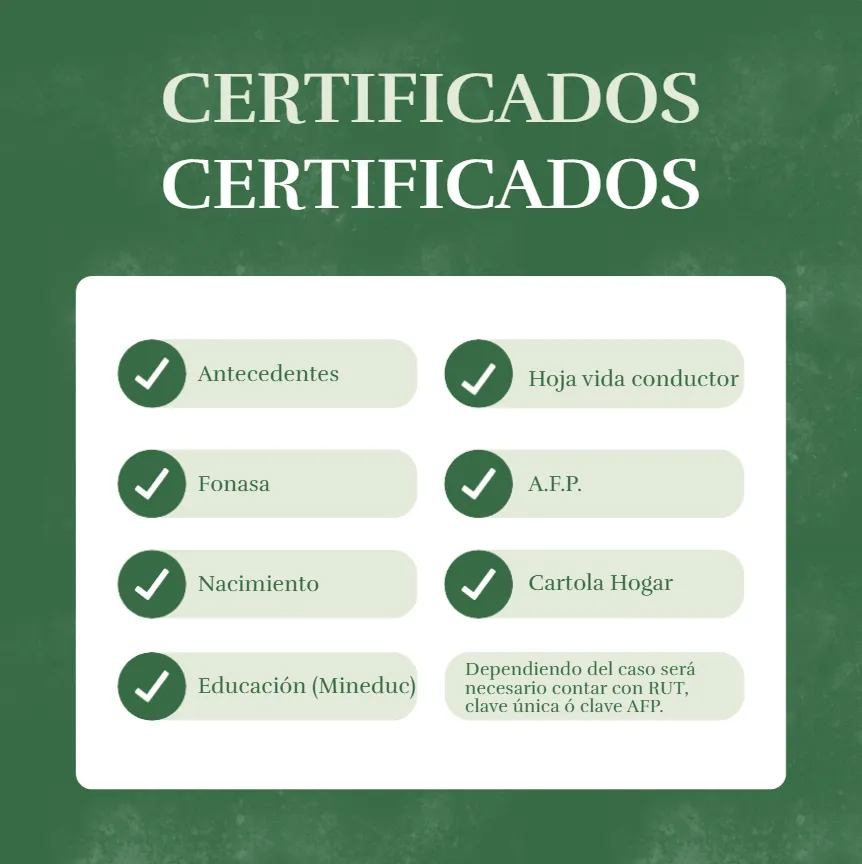 CERTIFICADOS
CERTIFICADOS
Antecedentes
Hoja vida conductor
Fonasa
A.F.P.
Nacimiento
Cartola Hogar
Educación (Mineduc)
Dependiendo del caso será
necesario contar con RUT,
clave única ó clave AFP.